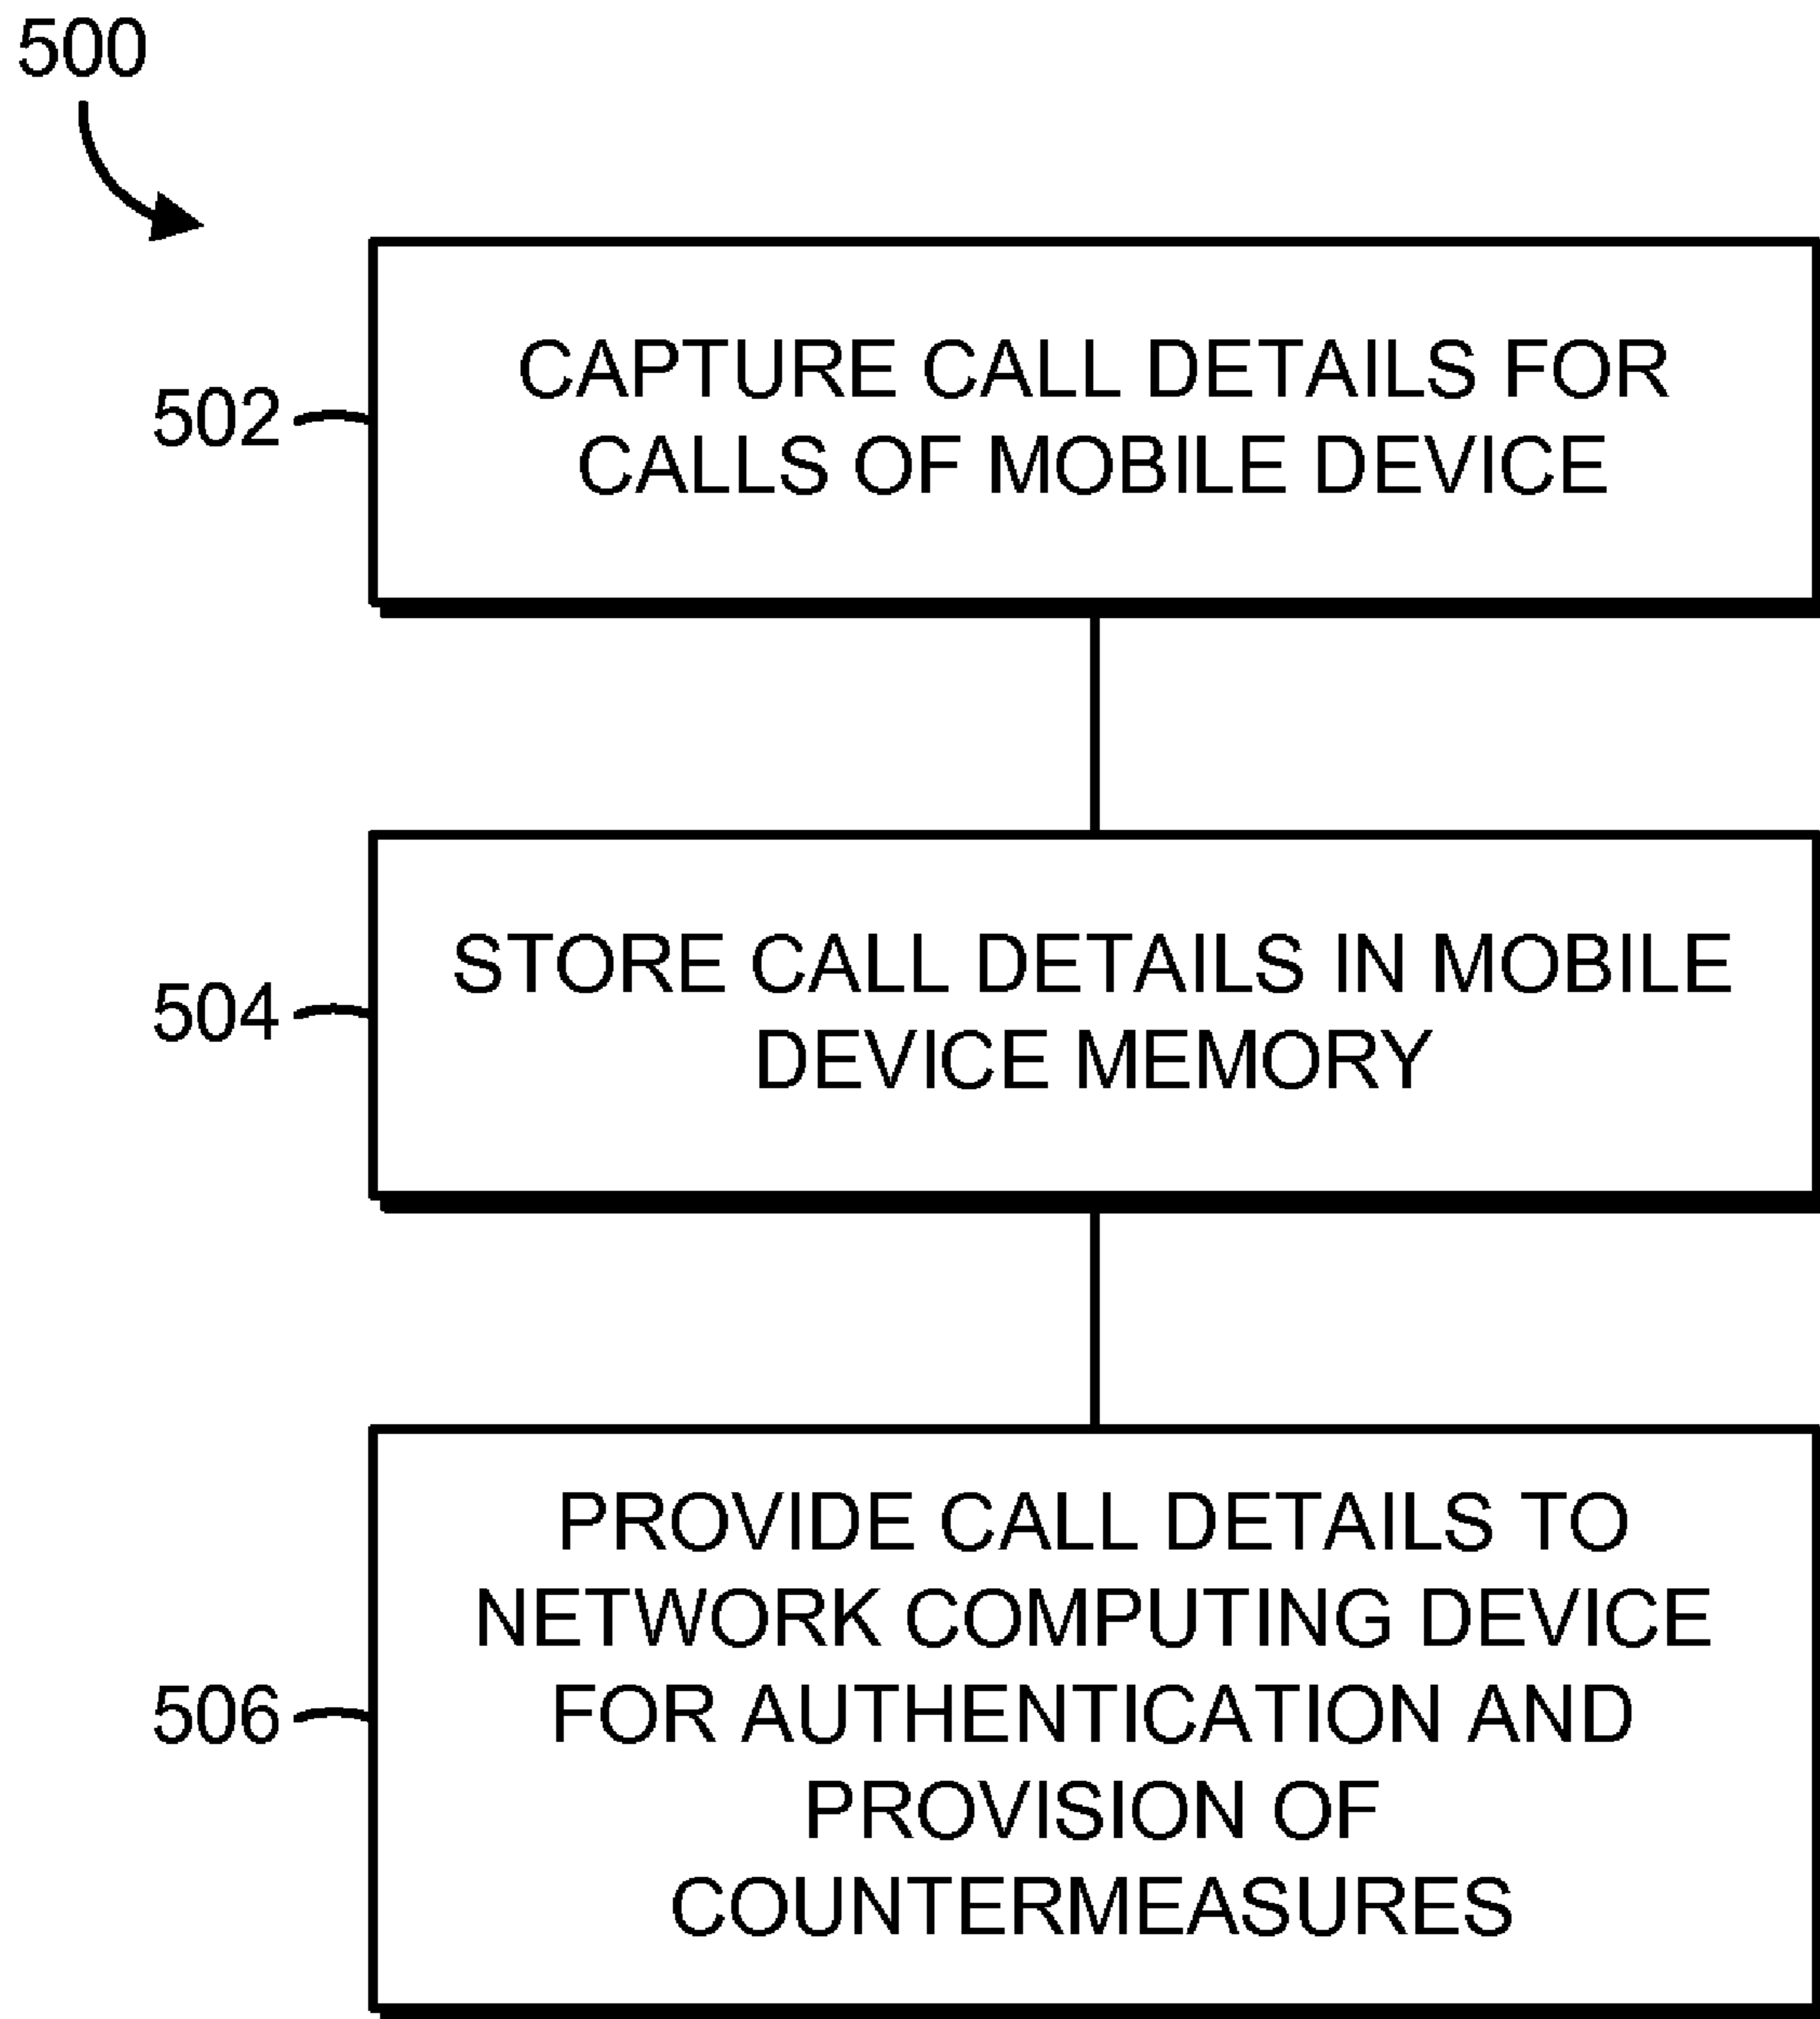 500
502
CAPTURE CALL DETAILS FOR
CALLS OF MOBILE DEVICE
504
STORE CALL DETAILS IN MOBILE
DEVICE MEMORY
506
PROVIDE CALL DETAILS TO
NETWORK COMPUTING DEVICE
FOR AUTHENTICATION AND
PROVISION OF
COUNTERMEASURES